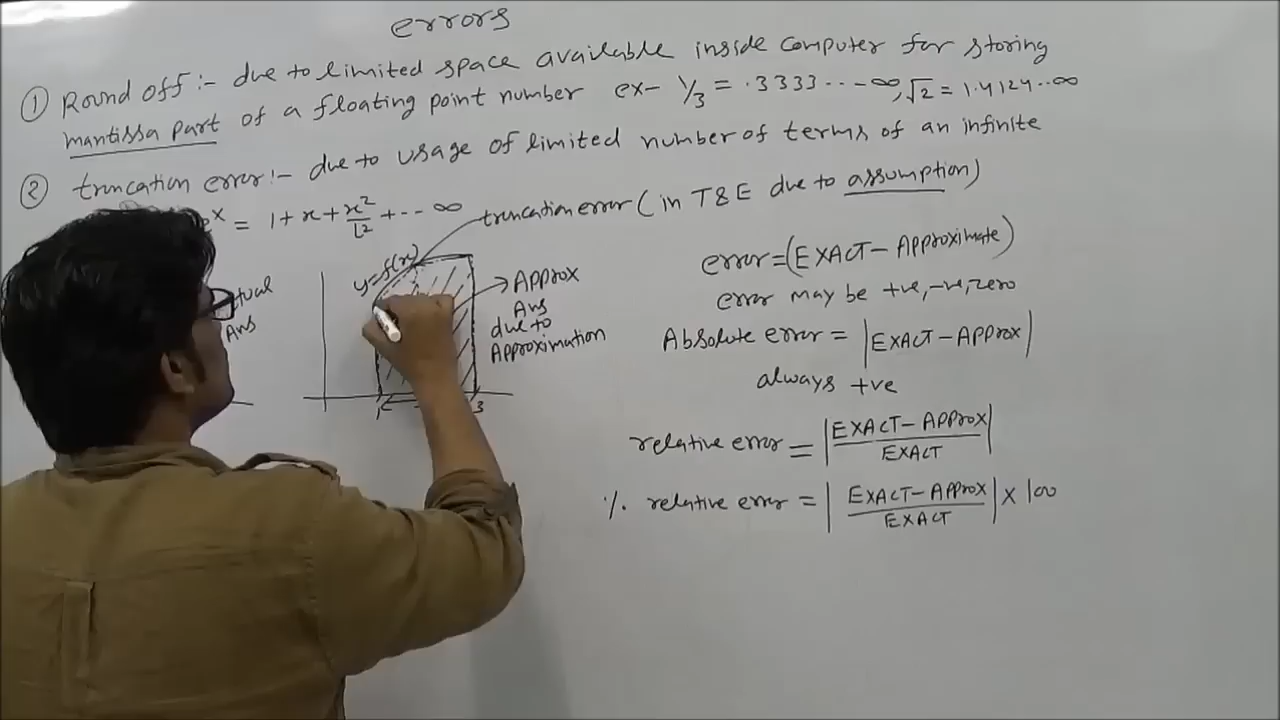 errors
① Round off :- due to limited space available inside computer for storing
mantissa part of a floating point number ex- 1/3 = .3333...-∞, √2 = 1.4124..∞
② truncation error :- due to usage of limited number of terms of an infinite
x = 1 + x + x²/⌊2 + -- ∞
truncation error (in T&E due to assumption)
y=f(x)
Ans
→ Approx
Ans
due to
Approximation
1
3
error = (EXACT - Approximate)
error may be +ve, -ve, zero
Absolute error = |EXACT - APPROX|
always +ve
relative error = |EXACT - APPROX / EXACT|
% relative error = |EXACT - APPROX / EXACT| × 100